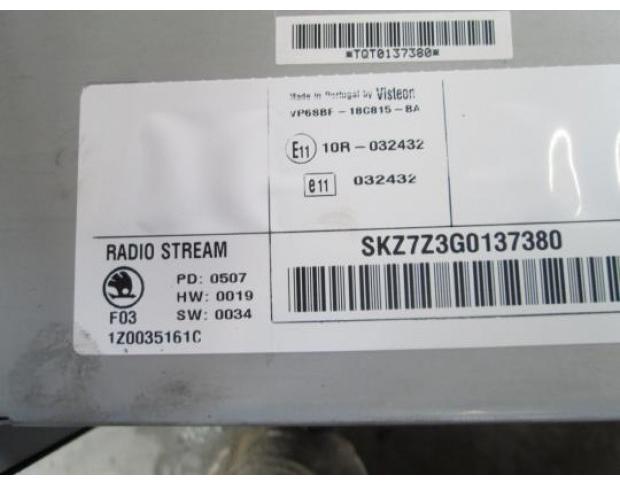 *TQT0137380*
Made in Portugal by Visteon
VP6SBF - 18C815 - BA
E11 10R - 032432
e11 032432
RADIO STREAM
SKZ7Z3G0137380
PD: 0507
HW: 0019
F03 SW: 0034
1Z0035161C